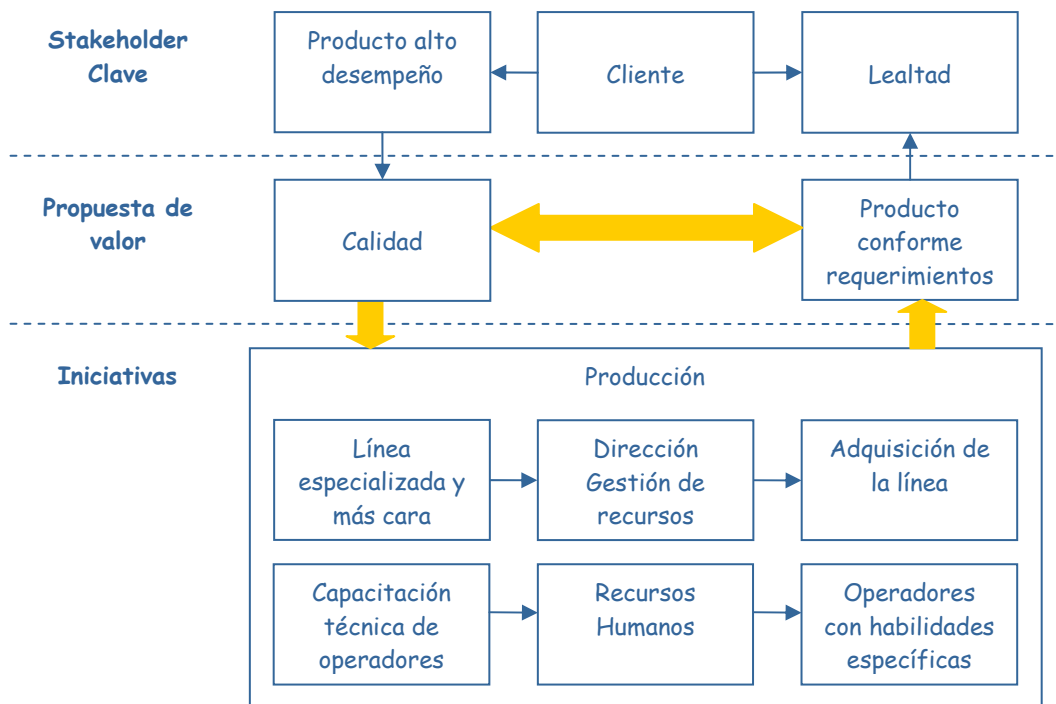 Stakeholder
Clave
Producto alto
desempeño
Cliente
Lealtad
Propuesta de
valor
Calidad
Producto
conforme
requerimientos
Iniciativas
Producción
Línea
especializada y
más cara
Dirección
Gestión de
recursos
Adquisición de
la línea
Capacitación
técnica de
operadores
Recursos
Humanos
Operadores
con habilidades
específicas